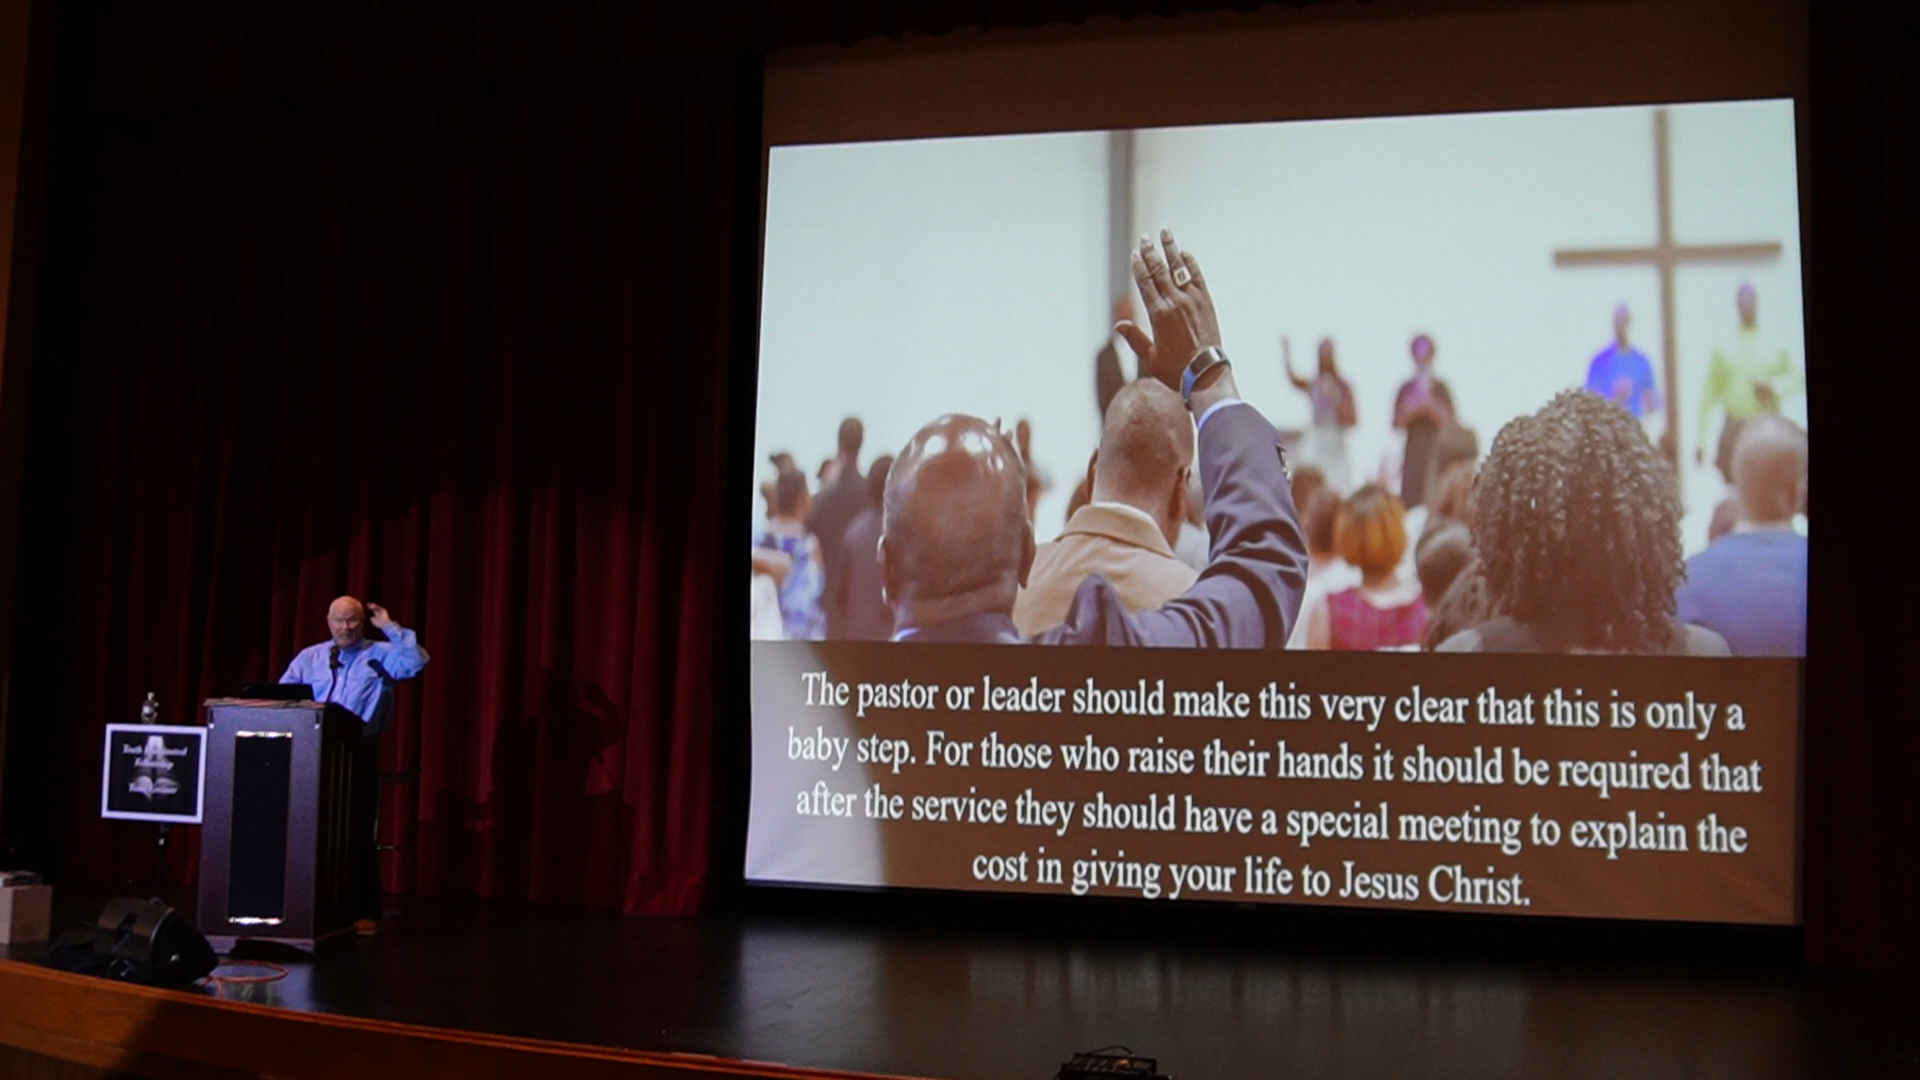 The pastor or leader should make this very clear that this is only a
baby step. For those who raise their hands it should be required that
after the service they should have a special meeting to explain the
cost in giving your life to Jesus Christ.
Truth
Fellowship